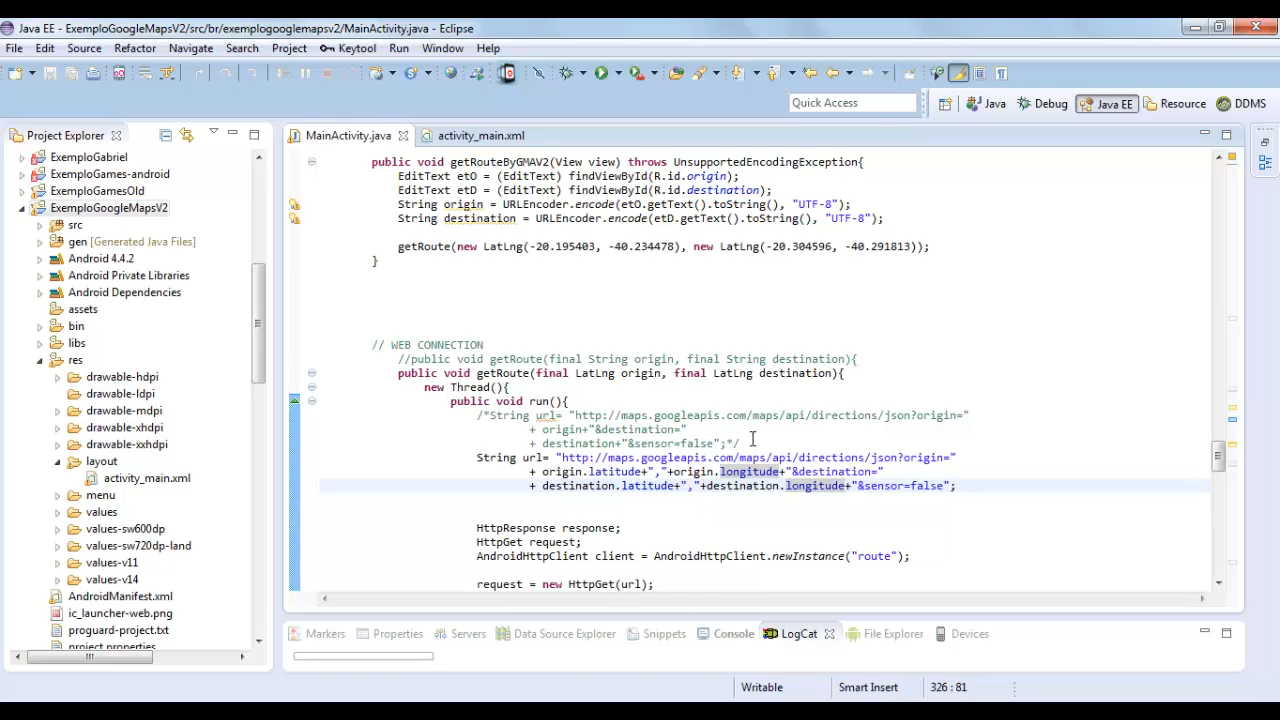 Java EE - ExemploGoogleMapsV2/src/br/exemplogooglemapsv2/MainActivity.java - Eclipse
File Edit Source Refactor Navigate Search Project Keytool Run Window Help
Quick Access Java Debug Java EE Resource DDMS
Project Explorer
ExemploGabriel
ExemploGames-android
ExemploGamesOld
ExemploGoogleMapsV2
src
gen [Generated Java Files]
Android 4.4.2
Android Private Libraries
Android Dependencies
assets
bin
libs
res
drawable-hdpi
drawable-ldpi
drawable-mdpi
drawable-xhdpi
drawable-xxhdpi
layout
activity_main.xml
menu
values
values-sw600dp
values-sw720dp-land
values-v11
values-v14
AndroidManifest.xml
ic_launcher-web.png
proguard-project.txt
project.properties
MainActivity.java activity_main.xml
public void getRouteByGMAV2(View view) throws UnsupportedEncodingException{
EditText etO = (EditText) findViewById(R.id.origin);
EditText etD = (EditText) findViewById(R.id.destination);
String origin = URLEncoder.encode(etO.getText().toString(), "UTF-8");
String destination = URLEncoder.encode(etD.getText().toString(), "UTF-8");
getRoute(new LatLng(-20.195403, -40.234478), new LatLng(-20.304596, -40.291813));
}
// WEB CONNECTION
//public void getRoute(final String origin, final String destination){
public void getRoute(final LatLng origin, final LatLng destination){
new Thread(){
public void run(){
/*String url= "http://maps.googleapis.com/maps/api/directions/json?origin="
+ origin+"&destination="
+ destination+"&sensor=false";*/
String url= "http://maps.googleapis.com/maps/api/directions/json?origin="
+ origin.latitude+","+origin.longitude+"&destination="
+ destination.latitude+","+destination.longitude+"&sensor=false";
HttpResponse response;
HttpGet request;
AndroidHttpClient client = AndroidHttpClient.newInstance("route");
request = new HttpGet(url);
Markers Properties Servers Data Source Explorer Snippets Console LogCat File Explorer Devices
Writable Smart Insert 326 : 81